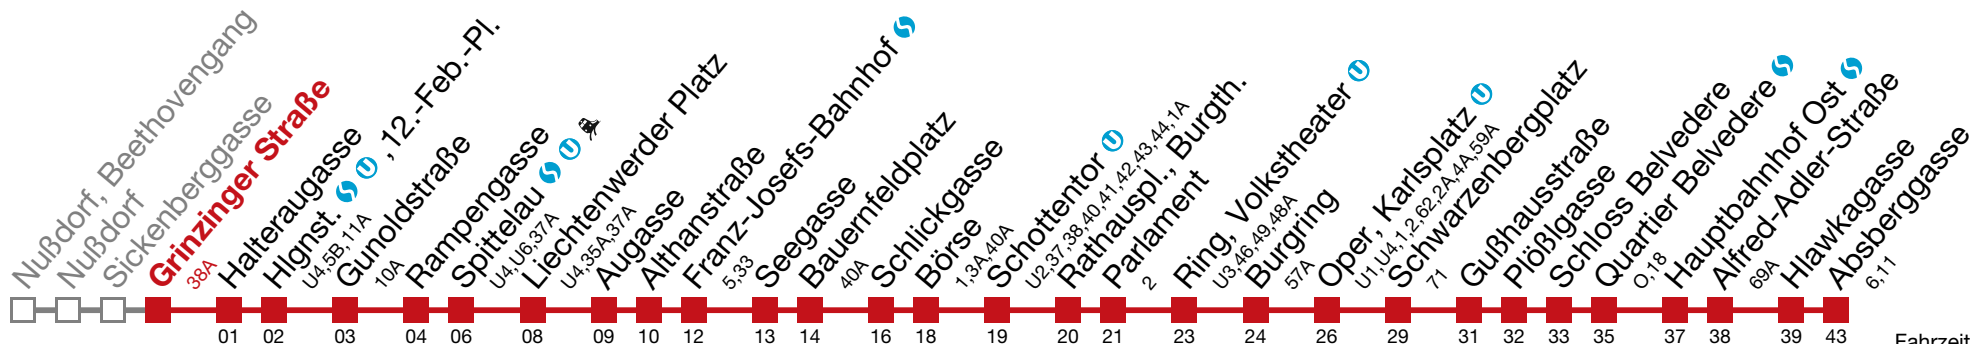 Nußdorf, Beethovengang
Nußdorf
Sickenberggasse
Grinzinger Straße
38A
Halteraugasse
Hlgnst. S U , 12.-Feb.-Pl.
U4,5B,11A
Gunoldstraße
10A
Rampengasse
Spittelau S U
U4,U6,37A
Liechtenwerder Platz
U4,35A,37A
Augasse
Althanstraße
Franz-Josefs-Bahnhof S
5,33
Seegasse
Bauernfeldplatz
40A
Schlickgasse
Börse
1,3A,40A
Schottentor U
U2,37,38,40,41,42,43,44,1A
Rathauspl., Burgth.
Parlament
2
Ring, Volkstheater U
U3,46,49,48A
Burgring
57A
Oper, Karlsplatz U
U1,U4,1,2,62,2A,4A,59A
Schwarzenbergplatz
71
Gußhausstraße
Plößlgasse
Schloss Belvedere
Quartier Belvedere S
O,18
Hauptbahnhof Ost S
Alfred-Adler-Straße
69A
Hlawkagasse
Absberggasse
6,11
01 02 03 04 06 08 09 10 12 13 14 16 18 19 20 21 23 24 26 29 31 32 33 35 37 38 39 43 Fahrzeit